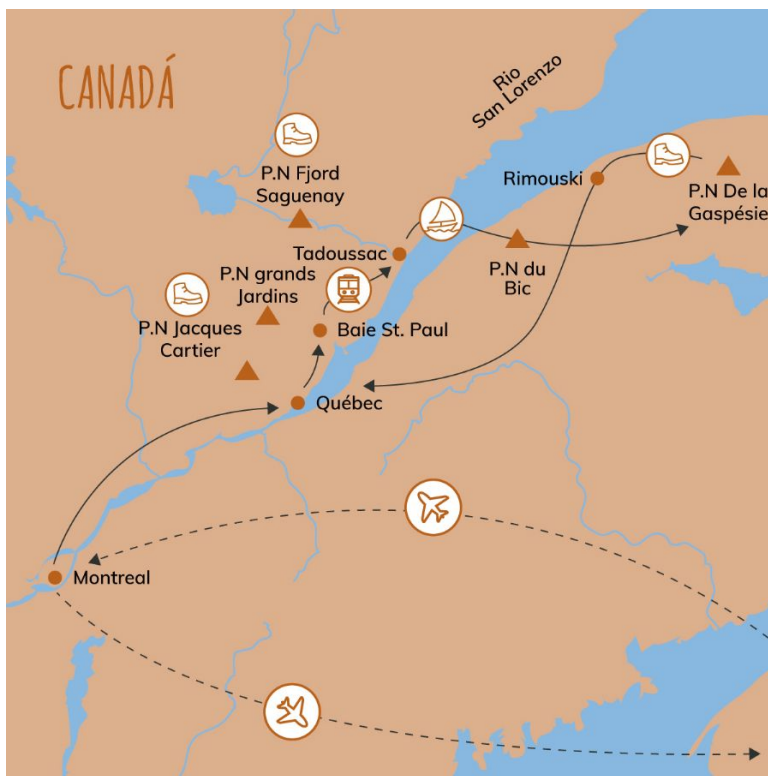 CANADÁ
Rio
San Lorenzo
P.N Fjord
Saguenay
Rimouski
P.N De la
Gaspésie
Tadoussac
P.N grands
Jardins
P.N du
Bic
P.N Jacques
Cartier
Baie St. Paul
Québec
Montreal